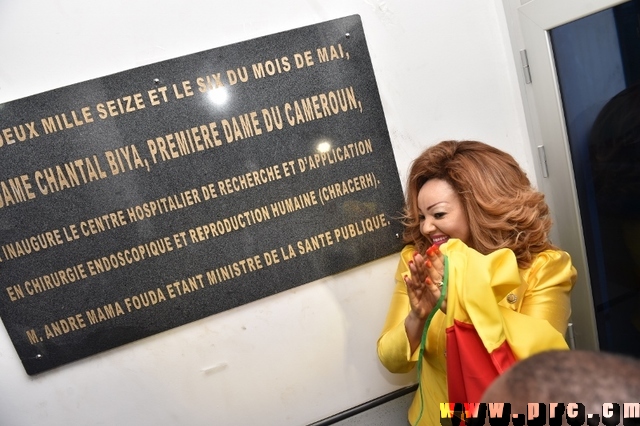 DEUX MILLE SEIZE ET LE SIX DU MOIS DE MAI,
DAME CHANTAL BIYA, PREMIERE DAME DU CAMEROUN,
INAUGURE LE CENTRE HOSPITALIER DE RECHERCHE ET D'APPLICATION
EN CHIRURGIE ENDOSCOPIQUE ET REPRODUCTION HUMAINE (CHRACERH).
M. ANDRE MAMA FOUDA ETANT MINISTRE DE LA SANTE PUBLIQUE.
www.prc.cm